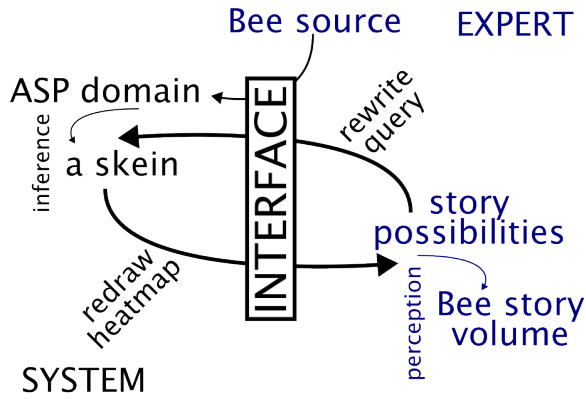 Bee source
EXPERT
ASP domain
INTERFACE
rewrite
query
inference
a skein
story
possibilities
redraw
heatmap
perception
Bee story
volume
SYSTEM